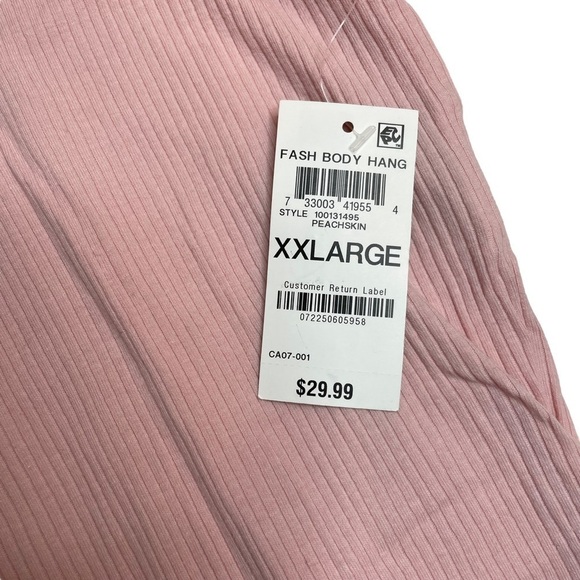 FASH BODY HANG
7 33003 41955 4
STYLE 100131495
PEACHSKIN
XXLARGE
Customer Return Label
072250605958
CA07-001
$29.99